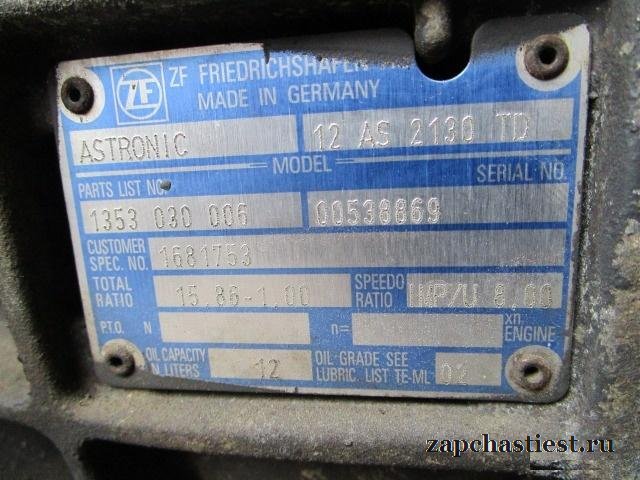 ZF FRIEDRICHSHAFEN
MADE IN GERMANY
ASTRONIC 12 AS 2130 TD
MODEL
PARTS LIST NO. SERIAL NO.
1353 030 006 00538869
CUSTOMER
SPEC. NO. 1681753
TOTAL
RATIO 15.86-1.00 SPEEDO
RATIO IMP/U 8.00
P.T.O. N n= xn
ENGINE
OIL CAPACITY
IN LITERS 12 OIL GRADE SEE
LUBRIC. LIST TE-ML 02
zapchastiest.ru